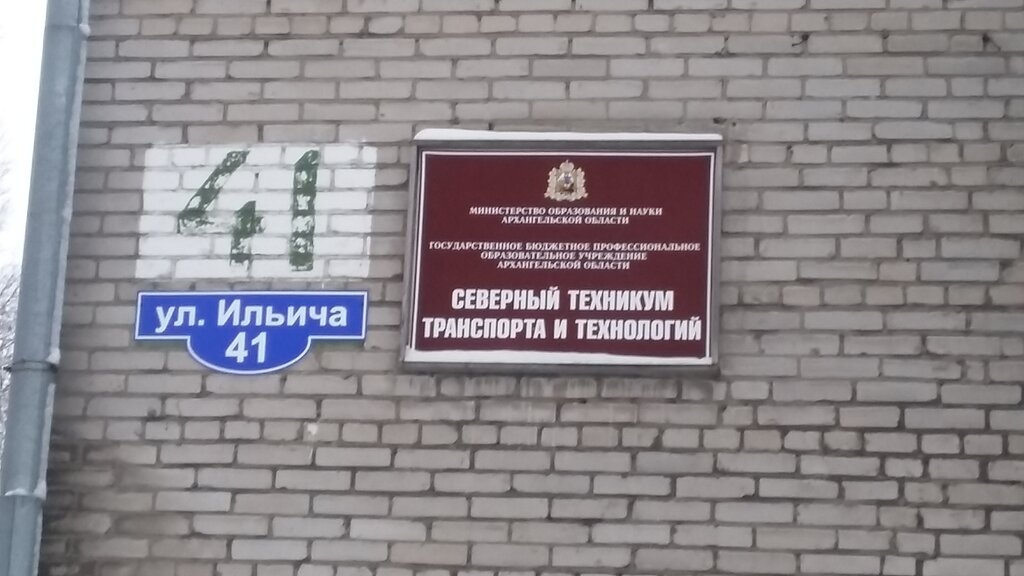 41
ул. Ильича
41
МИНИСТЕРСТВО ОБРАЗОВАНИЯ И НАУКИ
АРХАНГЕЛЬСКОЙ ОБЛАСТИ
ГОСУДАРСТВЕННОЕ БЮДЖЕТНОЕ ПРОФЕССИОНАЛЬНОЕ
ОБРАЗОВАТЕЛЬНОЕ УЧРЕЖДЕНИЕ
АРХАНГЕЛЬСКОЙ ОБЛАСТИ
СЕВЕРНЫЙ ТЕХНИКУМ
ТРАНСПОРТА И ТЕХНОЛОГИЙ